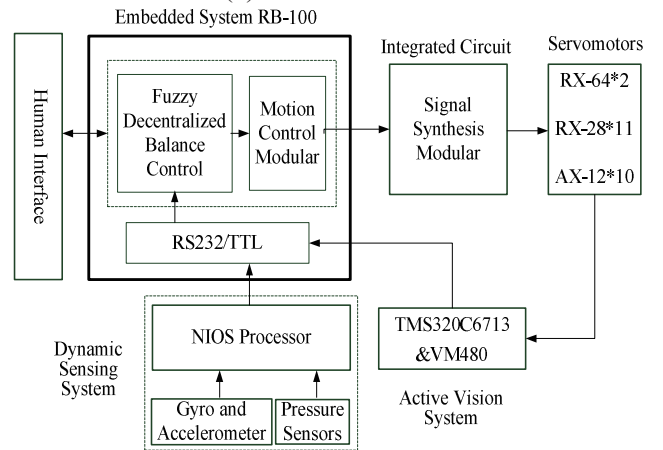 Embedded System RB-100
Human Interface
Fuzzy
Decentralized
Balance
Control
Motion
Control
Modular
RS232/TTL
Integrated Circuit
Signal
Synthesis
Modular
Servomotors
RX-64*2
RX-28*11
AX-12*10
Dynamic
Sensing
System
NIOS Processor
Gyro and
Accelerometer
Pressure
Sensors
TMS320C6713
&VM480
Active Vision
System